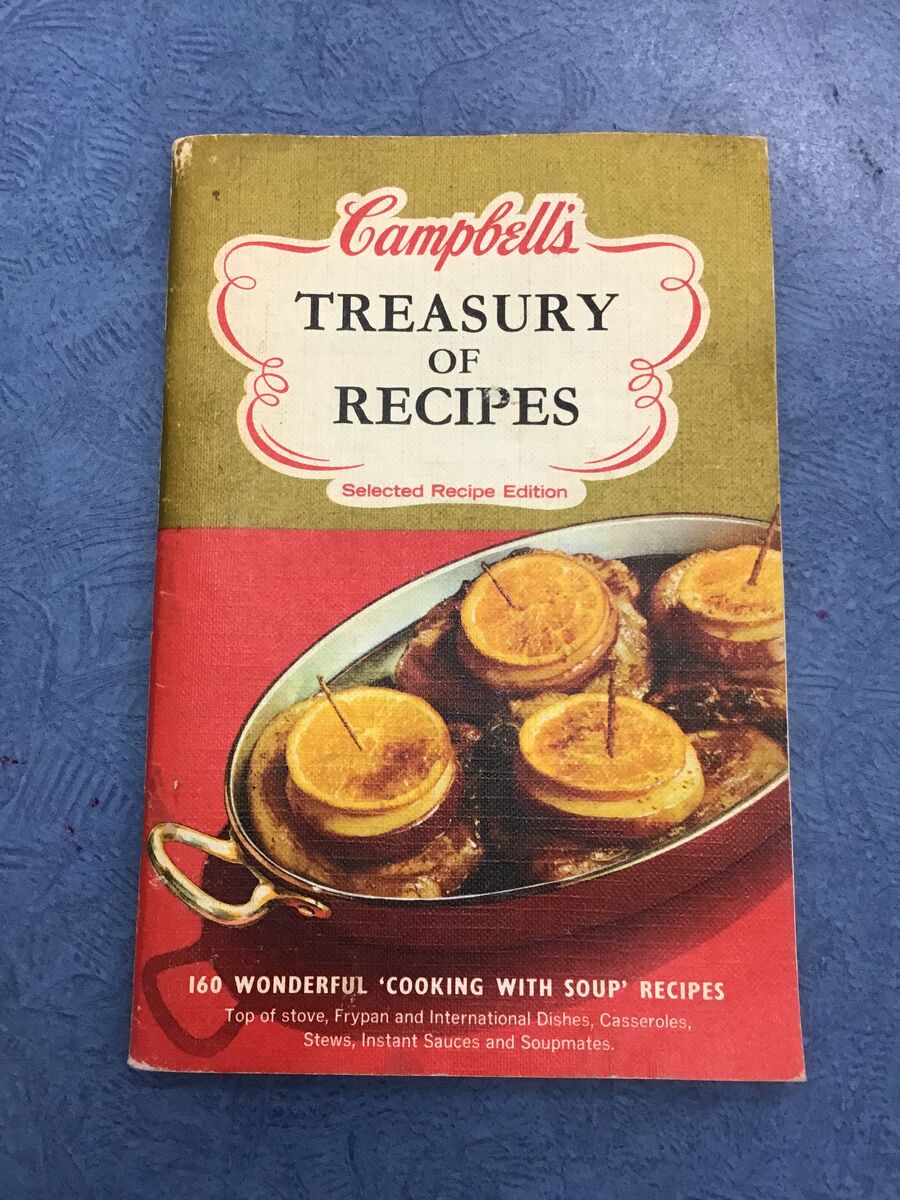 Campbell's
TREASURY
OF
RECIPES
Selected Recipe Edition
160 WONDERFUL 'COOKING WITH SOUP' RECIPES
Top of stove, Frypan and International Dishes, Casseroles,
Stews, Instant Sauces and Soupmates.